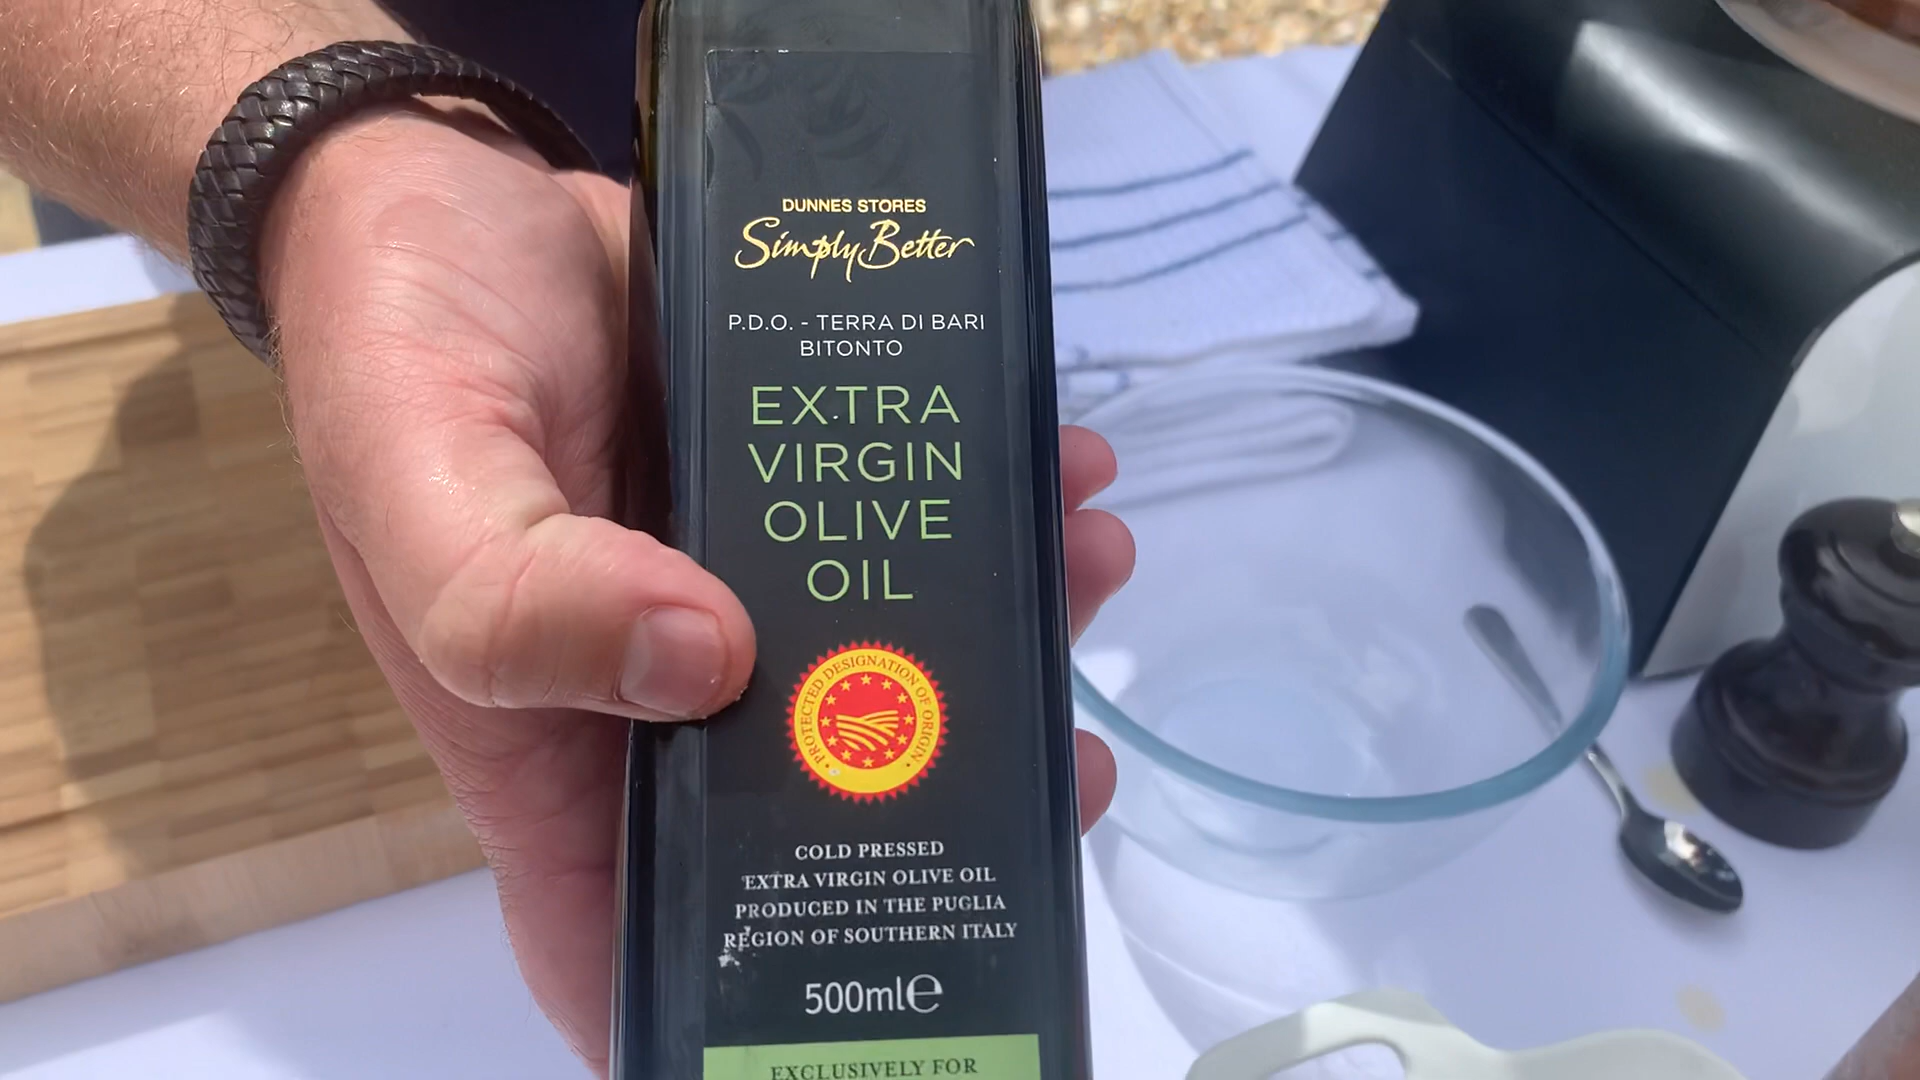 DUNNES STORES
Simply Better
P.D.O. - TERRA DI BARI
BITONTO
EXTRA
VIRGIN
OLIVE
OIL
PROTECTED DESIGNATION OF ORIGIN
COLD PRESSED
EXTRA VIRGIN OLIVE OIL
PRODUCED IN THE PUGLIA
REGION OF SOUTHERN ITALY
500ml℮
EXCLUSIVELY FOR